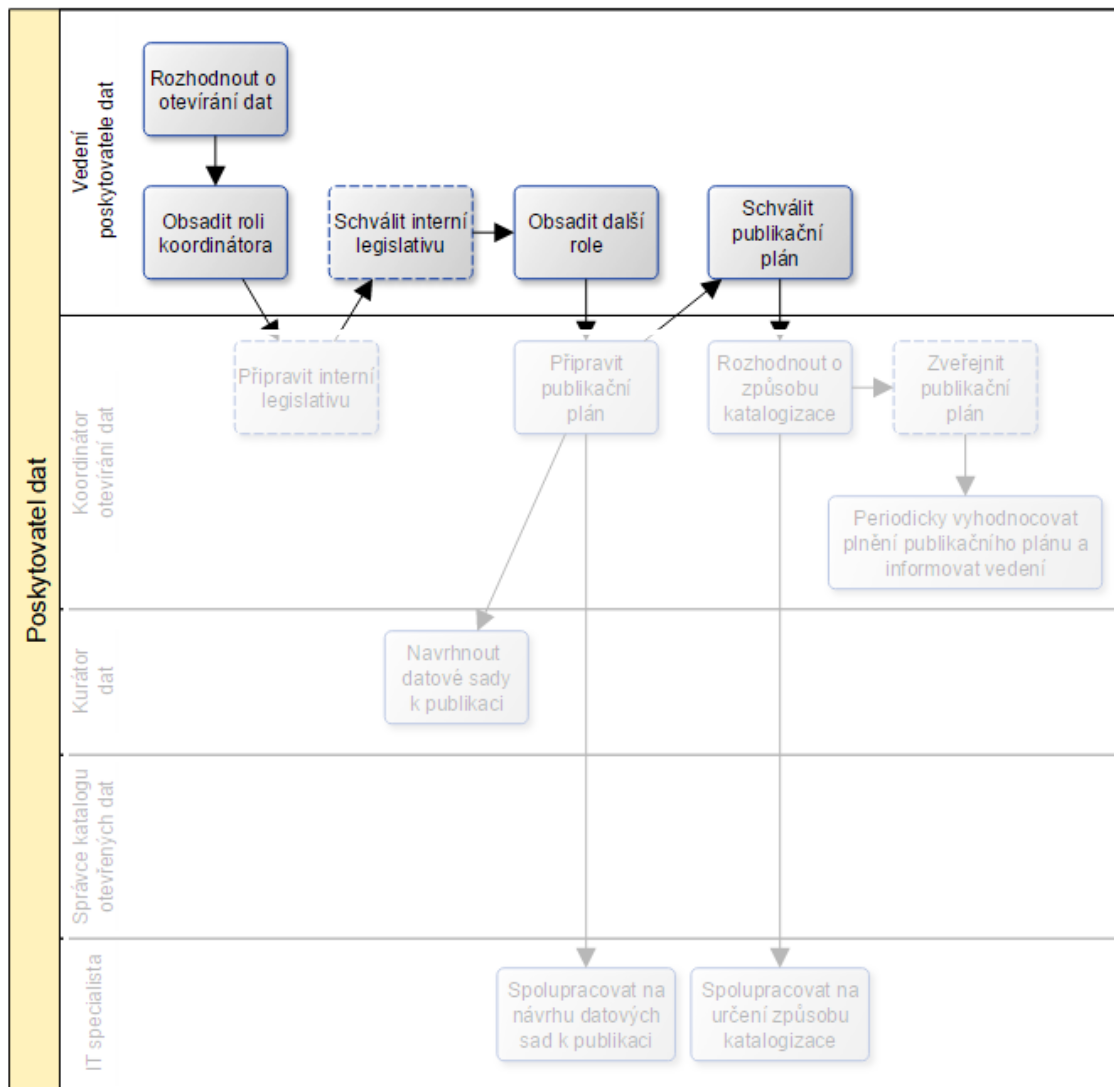 Poskytovatel dat
Vedení
poskytovatele dat
Rozhodnout o
otevírání dat
Obsadit roli
koordinátora
Schválit interní
legislativu
Obsadit další
role
Schválit
publikační
plán
Koordinátor
otevírání dat
Připravit interní
legislativu
Připravit
publikační
plán
Rozhodnout o
způsobu
katalogizace
Zveřejnit
publikační
plán
Periodicky vyhodnocovat
plnění publikačního plánu a
informovat vedení
Kurátor
dat
Navrhnout
datové sady
k publikaci
Správce katalogu
otevřených dat
IT specialista
Spolupracovat na
návrhu datových
sad k publikaci
Spolupracovat na
určení způsobu
katalogizace